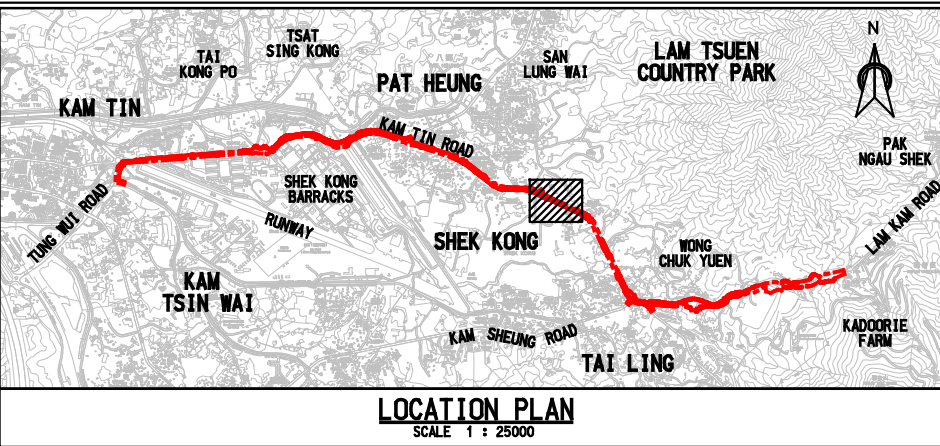 TSAT
SING KONG
TAI
KONG PO
SAN
LUNG WAI
LAM TSUEN
COUNTRY PARK
N
PAT HEUNG
KAM TIN
KAM TIN ROAD
PAK
NGAU SHEK
SHEK KONG
BARRACKS
TUNG WUI ROAD
RUNWAY
LAM KAM ROAD
SHEK KONG
WONG
CHUK YUEN
KAM
TSIN WAI
KAM SHEUNG ROAD
KADOORIE
FARM
TAI LING
LOCATION PLAN
SCALE 1 : 25000